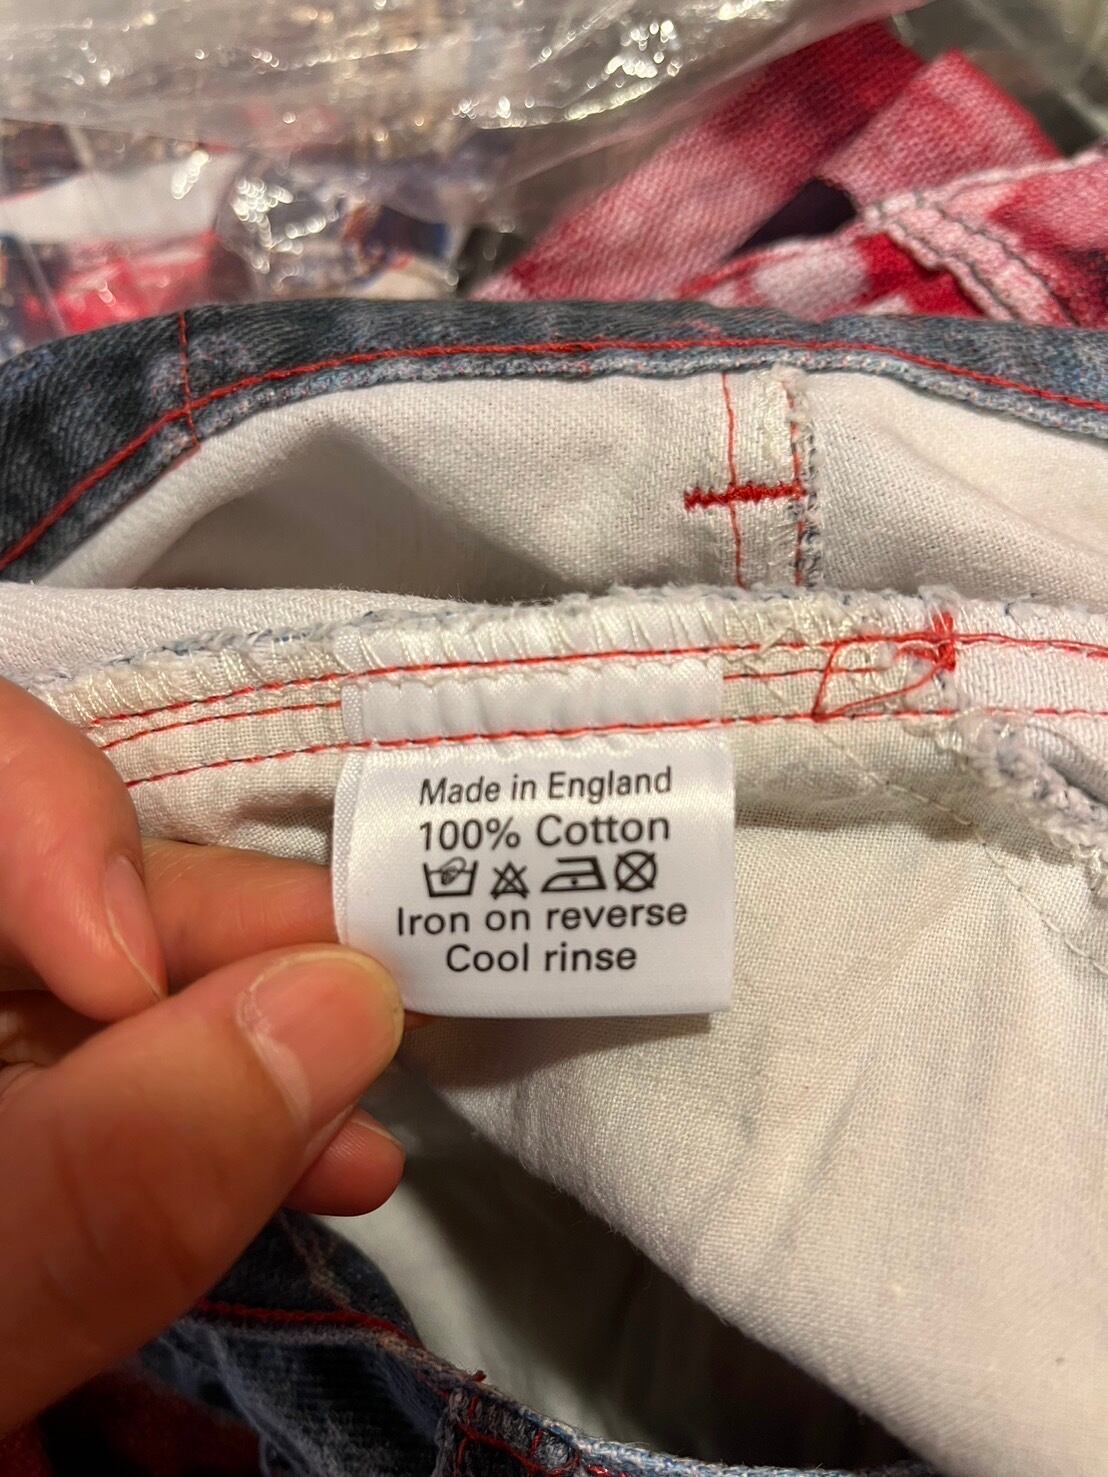 Made in England
100% Cotton
Iron on reverse
Cool rinse